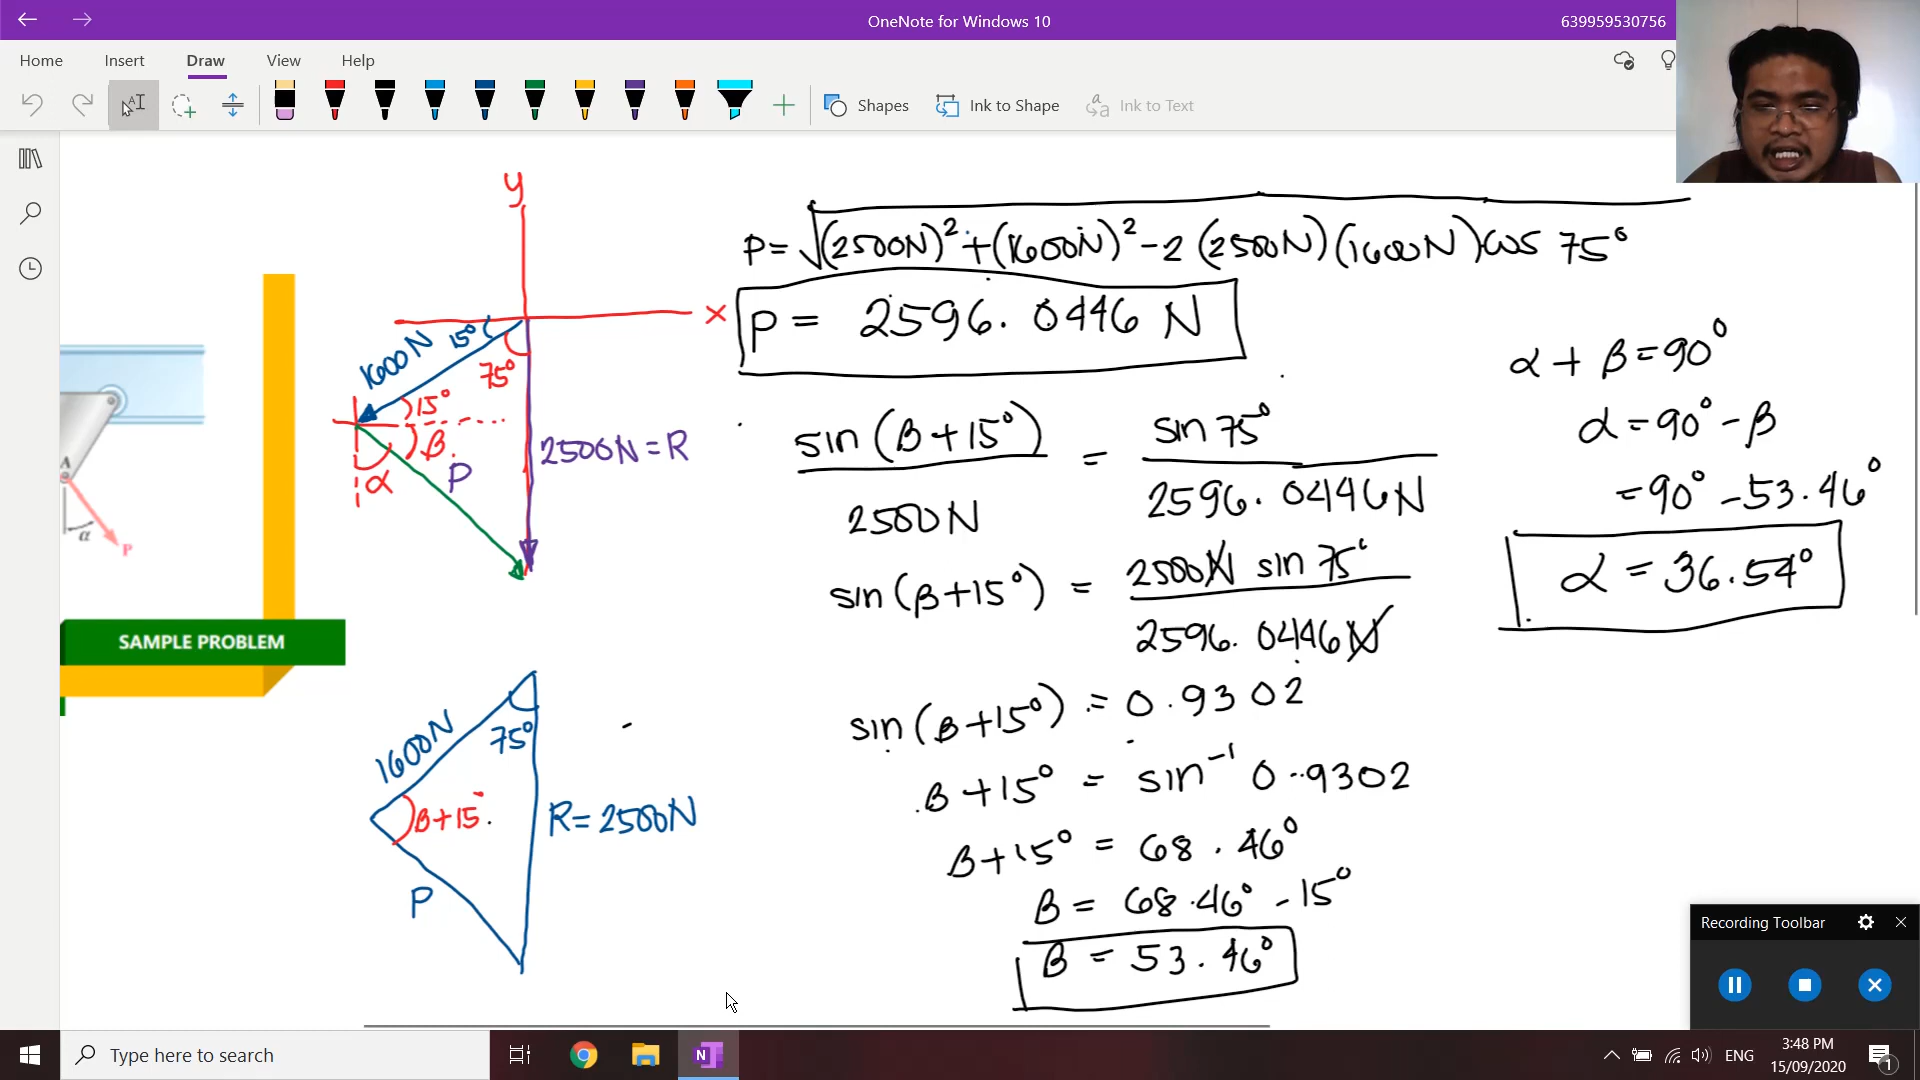 OneNote for Windows 10
639959530756
Home Insert Draw View Help
Shapes Ink to Shape Ink to Text
y
x
1600N 15°
75°
15°
β
α
P
2500N = R
A
α
P
SAMPLE PROBLEM
1600N
75°
β+15°
R = 2500N
P
P = √(2500N)² + (1600N)² - 2 (2500N)(1600N) cos 75°
P = 2596.0446 N
sin (β+15°) = sin 75°
2500N 2596.0446N
sin (β+15°) = 2500N sin 75°
2596.0446N
sin (β+15°) = 0.9302
β+15° = sin⁻¹ 0.9302
β+15° = 68.46°
β = 68.46° - 15°
β = 53.46°
α + β = 90°
α = 90° - β
= 90° - 53.46°
α = 36.54°
Recording Toolbar
Type here to search
N
ENG
3:48 PM
15/09/2020
1